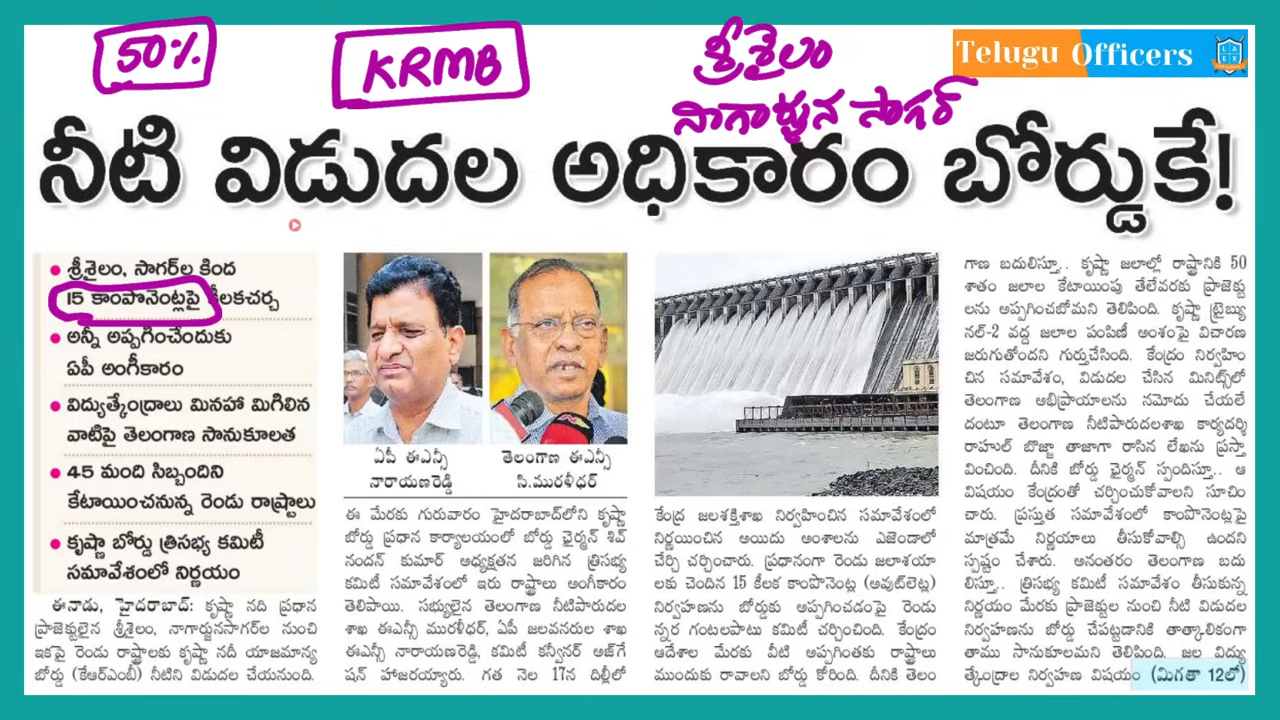 50%
KRMB
శ్రీశైలం
సాగార్జున సాగర్
Telugu Officers
నీటి విడుదల అధికారం బోర్డుకే!
• శ్రీశైలం, సాగర్‌ల కింద
15 కాంపొనెంట్లపై కీలకచర్చ
• అన్నీ అప్పగించేందుకు
ఏపీ అంగీకారం
• విద్యుత్కేంద్రాలు మినహా మిగిలిన
వాటిపై తెలంగాణ సానుకూలత
• 45 మంది సిబ్బందిని
కేటాయించనున్న రెండు రాష్ట్రాలు
• కృష్ణా బోర్డు త్రిసభ్య కమిటీ
సమావేశంలో నిర్ణయం
ఈనాడు, హైదరాబాద్: కృష్ణా నది ప్రధాన
ప్రాజెక్టులైన శ్రీశైలం, నాగార్జునసాగర్‌ల నుంచి
ఇకపై రెండు రాష్ట్రాలకు కృష్ణా నదీ యాజమాన్య
బోర్డు (కేఆర్ఎంబీ) నీటిని విడుదల చేయనుంది.
ఏపీ ఈఎన్సీ
నారాయణరెడ్డి
తెలంగాణ ఈఎన్సీ
సి.మురళీధర్
ఈ మేరకు గురువారం హైదరాబాద్‌లోని కృష్ణా
బోర్డు ప్రధాన కార్యాలయంలో బోర్డు ఛైర్మన్ శివ్
నందన్ కుమార్ అధ్యక్షతన జరిగిన త్రిసభ్య
కమిటీ సమావేశంలో ఇరు రాష్ట్రాలు అంగీకారం
తెలిపాయి. సభ్యులైన తెలంగాణ నీటిపారుదల
శాఖ ఈఎన్సీ మురళీధర్, ఏపీ జలవనరుల శాఖ
ఈఎన్సీ నారాయణరెడ్డి, కమిటీ కన్వీనర్ అజ్‌గే
షన్ హాజరయ్యారు. గత నెల 17న దిల్లీలో
కేంద్ర జలశక్తిశాఖ నిర్వహించిన సమావేశంలో
నిర్ణయించిన అయిదు అంశాలను ఎజెండాలో
చేర్చి చర్చించారు. ప్రధానంగా రెండు జలాశయా
లకు చెందిన 15 కీలక కాంపొనెంట్ల (అవుట్‌లెట్ల)
నిర్వహణను బోర్డుకు అప్పగించడంపై రెండు
న్నర గంటలపాటు కమిటీ చర్చించింది. కేంద్రం
ఆదేశాల మేరకు వీటి అప్పగింతకు రాష్ట్రాలు
ముందుకు రావాలని బోర్డు కోరింది. దీనికి తెలం
గాణ బదులిస్తూ.. కృష్ణా జలాల్లో రాష్ట్రానికి 50
శాతం జలాల కేటాయింపు తేలేవరకు ప్రాజెక్టు
లను అప్పగించబోమని తెలిపింది. కృష్ణా ట్రైబ్యు
నల్-2 వద్ద జలాల పంపిణీ అంశంపై విచారణ
జరుగుతోందని గుర్తుచేసింది. కేంద్రం నిర్వహిం
చిన సమావేశం, విడుదల చేసిన మినిట్స్‌లో
తెలంగాణ అభిప్రాయాలను నమోదు చేయలే
దంటూ తెలంగాణ నీటిపారుదలశాఖ కార్యదర్శి
రాహుల్ బొజ్జా తాజాగా రాసిన లేఖను ప్రస్తా
వించింది. దీనికి బోర్డు ఛైర్మన్ స్పందిస్తూ.. ఆ
విషయం కేంద్రంతో చర్చించుకోవాలని సూచిం
చారు. ప్రస్తుత సమావేశంలో కాంపొనెంట్లపై
మాత్రమే నిర్ణయాలు తీసుకోవాల్సి ఉందని
స్పష్టం చేశారు. అనంతరం తెలంగాణ బదు
లిస్తూ.. త్రిసభ్య కమిటీ సమావేశం తీసుకున్న
నిర్ణయం మేరకు ప్రాజెక్టుల నుంచి నీటి విడుదల
నిర్వహణను బోర్డు చేపట్టడానికి తాత్కాలికంగా
తాము సానుకూలమని తెలిపింది. జల విద్యు
త్కేంద్రాల నిర్వహణ విషయం (మిగతా 12లో)